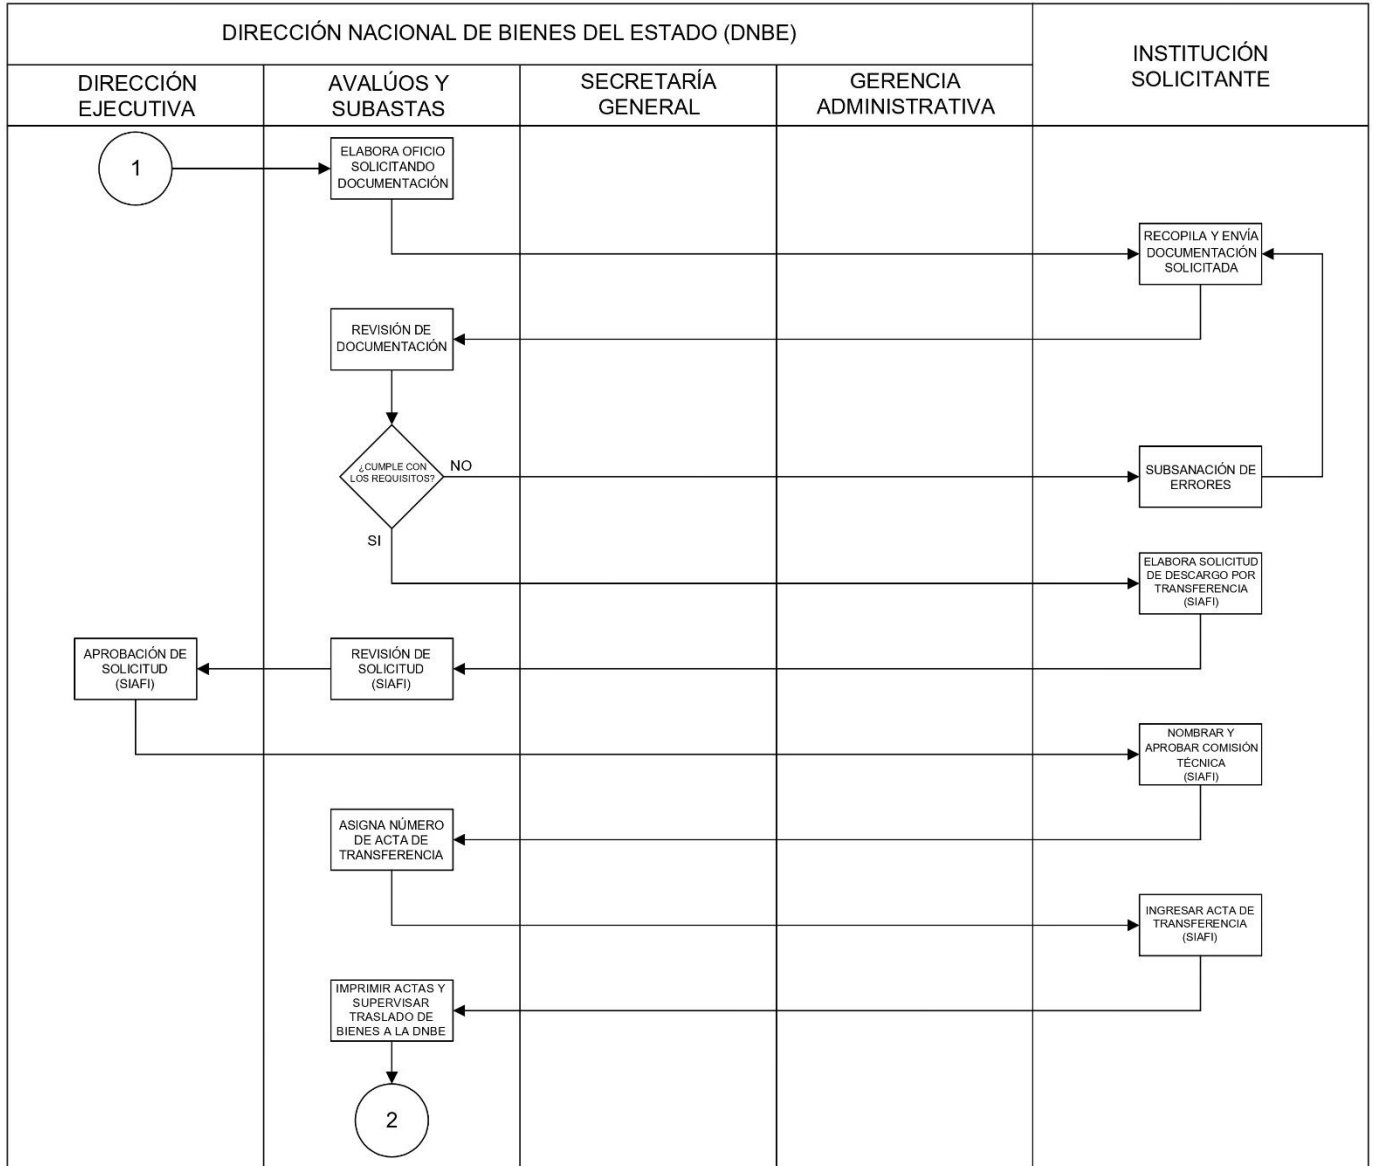 DIRECCIÓN NACIONAL DE BIENES DEL ESTADO (DNBE)
INSTITUCIÓN
SOLICITANTE
DIRECCIÓN
EJECUTIVA
AVALÚOS Y
SUBASTAS
SECRETARÍA
GENERAL
GERENCIA
ADMINISTRATIVA
1
ELABORA OFICIO
SOLICITANDO
DOCUMENTACIÓN
RECOPILA Y ENVÍA
DOCUMENTACIÓN
SOLICITADA
REVISIÓN DE
DOCUMENTACIÓN
¿CUMPLE CON
LOS REQUISITOS?
NO
SUBSANACIÓN DE
ERRORES
SI
ELABORA SOLICITUD
DE DESCARGO POR
TRANSFERENCIA
(SIAFI)
APROBACIÓN DE
SOLICITUD
(SIAFI)
REVISIÓN DE
SOLICITUD
(SIAFI)
NOMBRAR Y
APROBAR COMISIÓN
TÉCNICA
(SIAFI)
ASIGNA NÚMERO
DE ACTA DE
TRANSFERENCIA
INGRESAR ACTA DE
TRANSFERENCIA
(SIAFI)
IMPRIMIR ACTAS Y
SUPERVISAR
TRASLADO DE
BIENES A LA DNBE
2